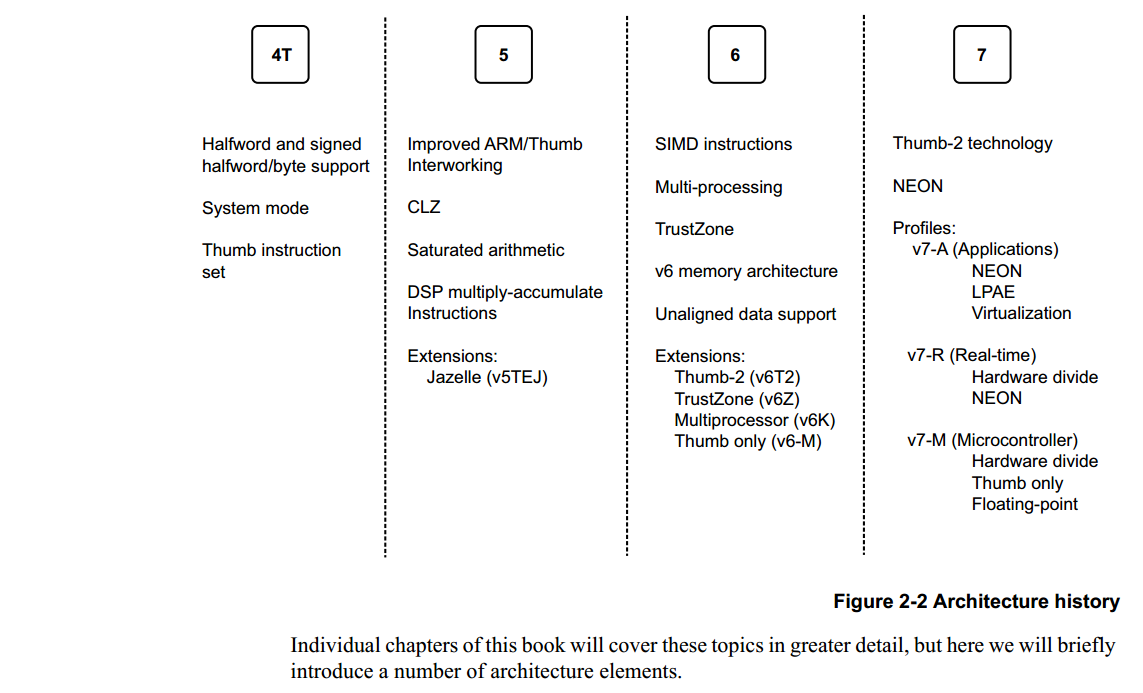 4T
Halfword and signed
halfword/byte support
System mode
Thumb instruction
set
5
Improved ARM/Thumb
Interworking
CLZ
Saturated arithmetic
DSP multiply-accumulate
Instructions
Extensions:
Jazelle (v5TEJ)
6
SIMD instructions
Multi-processing
TrustZone
v6 memory architecture
Unaligned data support
Extensions:
Thumb-2 (v6T2)
TrustZone (v6Z)
Multiprocessor (v6K)
Thumb only (v6-M)
7
Thumb-2 technology
NEON
Profiles:
v7-A (Applications)
NEON
LPAE
Virtualization
v7-R (Real-time)
Hardware divide
NEON
v7-M (Microcontroller)
Hardware divide
Thumb only
Floating-point
Figure 2-2 Architecture history
Individual chapters of this book will cover these topics in greater detail, but here we will briefly
introduce a number of architecture elements.